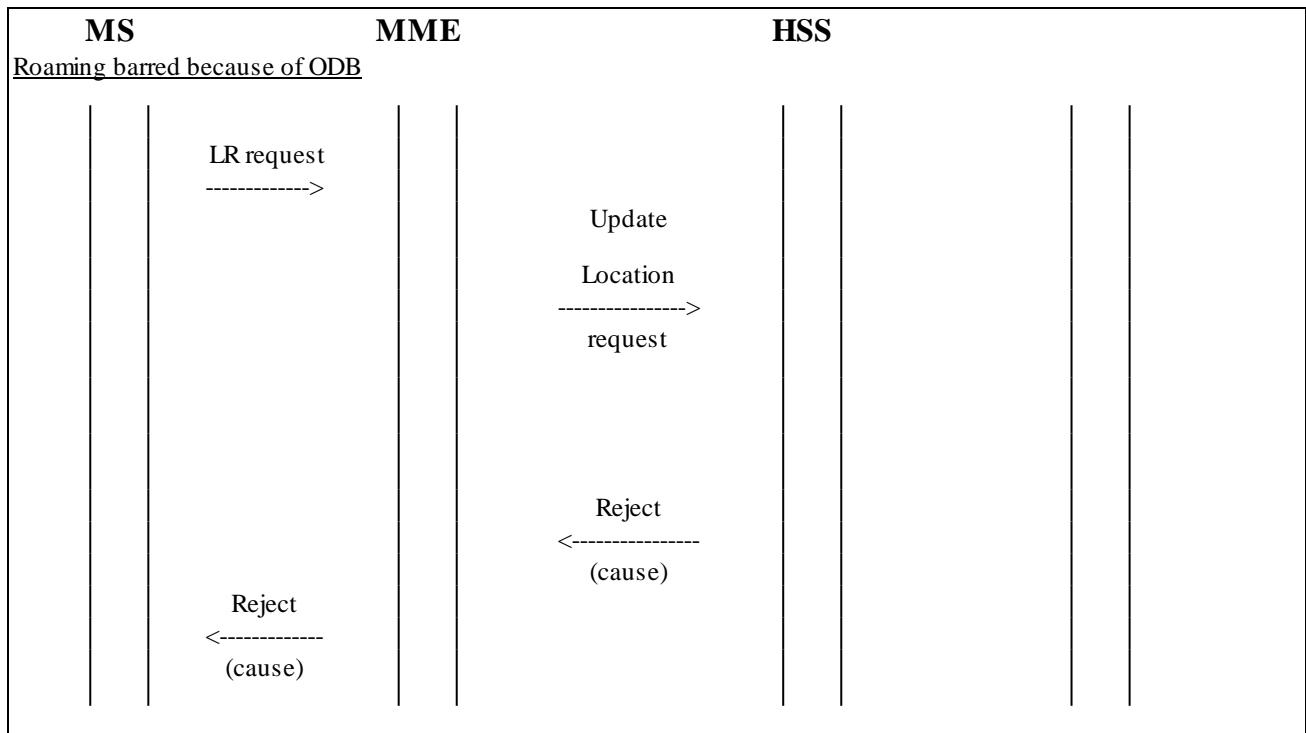 MS MME HSS
Roaming barred because of ODB
LR request
------------->
Update
Location
---------------->
request
Reject
<----------------
(cause)
Reject
<-------------
(cause)